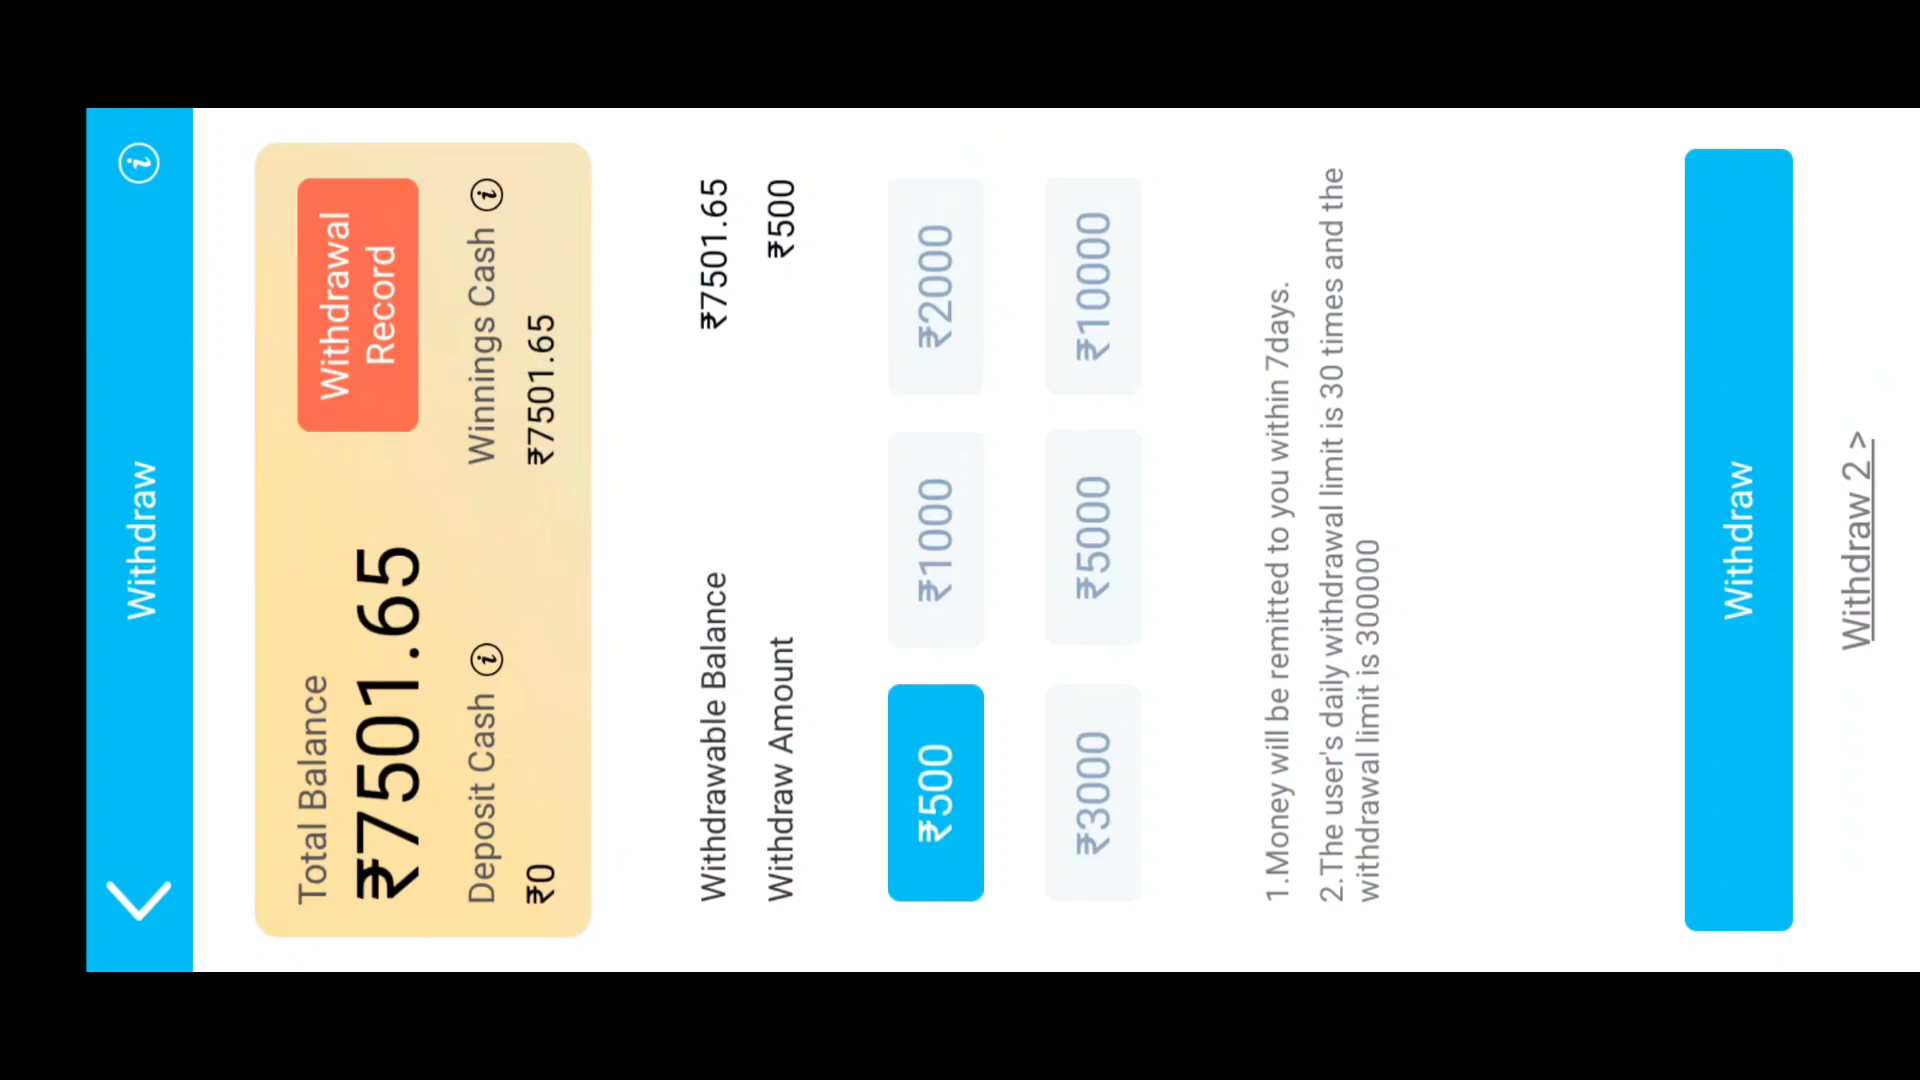 Withdraw
Total Balance
₹7501.65
Withdrawal
Record
Deposit Cash
₹0
Winnings Cash
₹7501.65
Withdrawable Balance ₹7501.65
Withdraw Amount ₹500
₹500 ₹1000 ₹2000
₹3000 ₹5000 ₹10000
1.Money will be remitted to you within 7days.
2.The user's daily withdrawal limit is 30 times and the
withdrawal limit is 300000
Withdraw
Withdraw 2 >